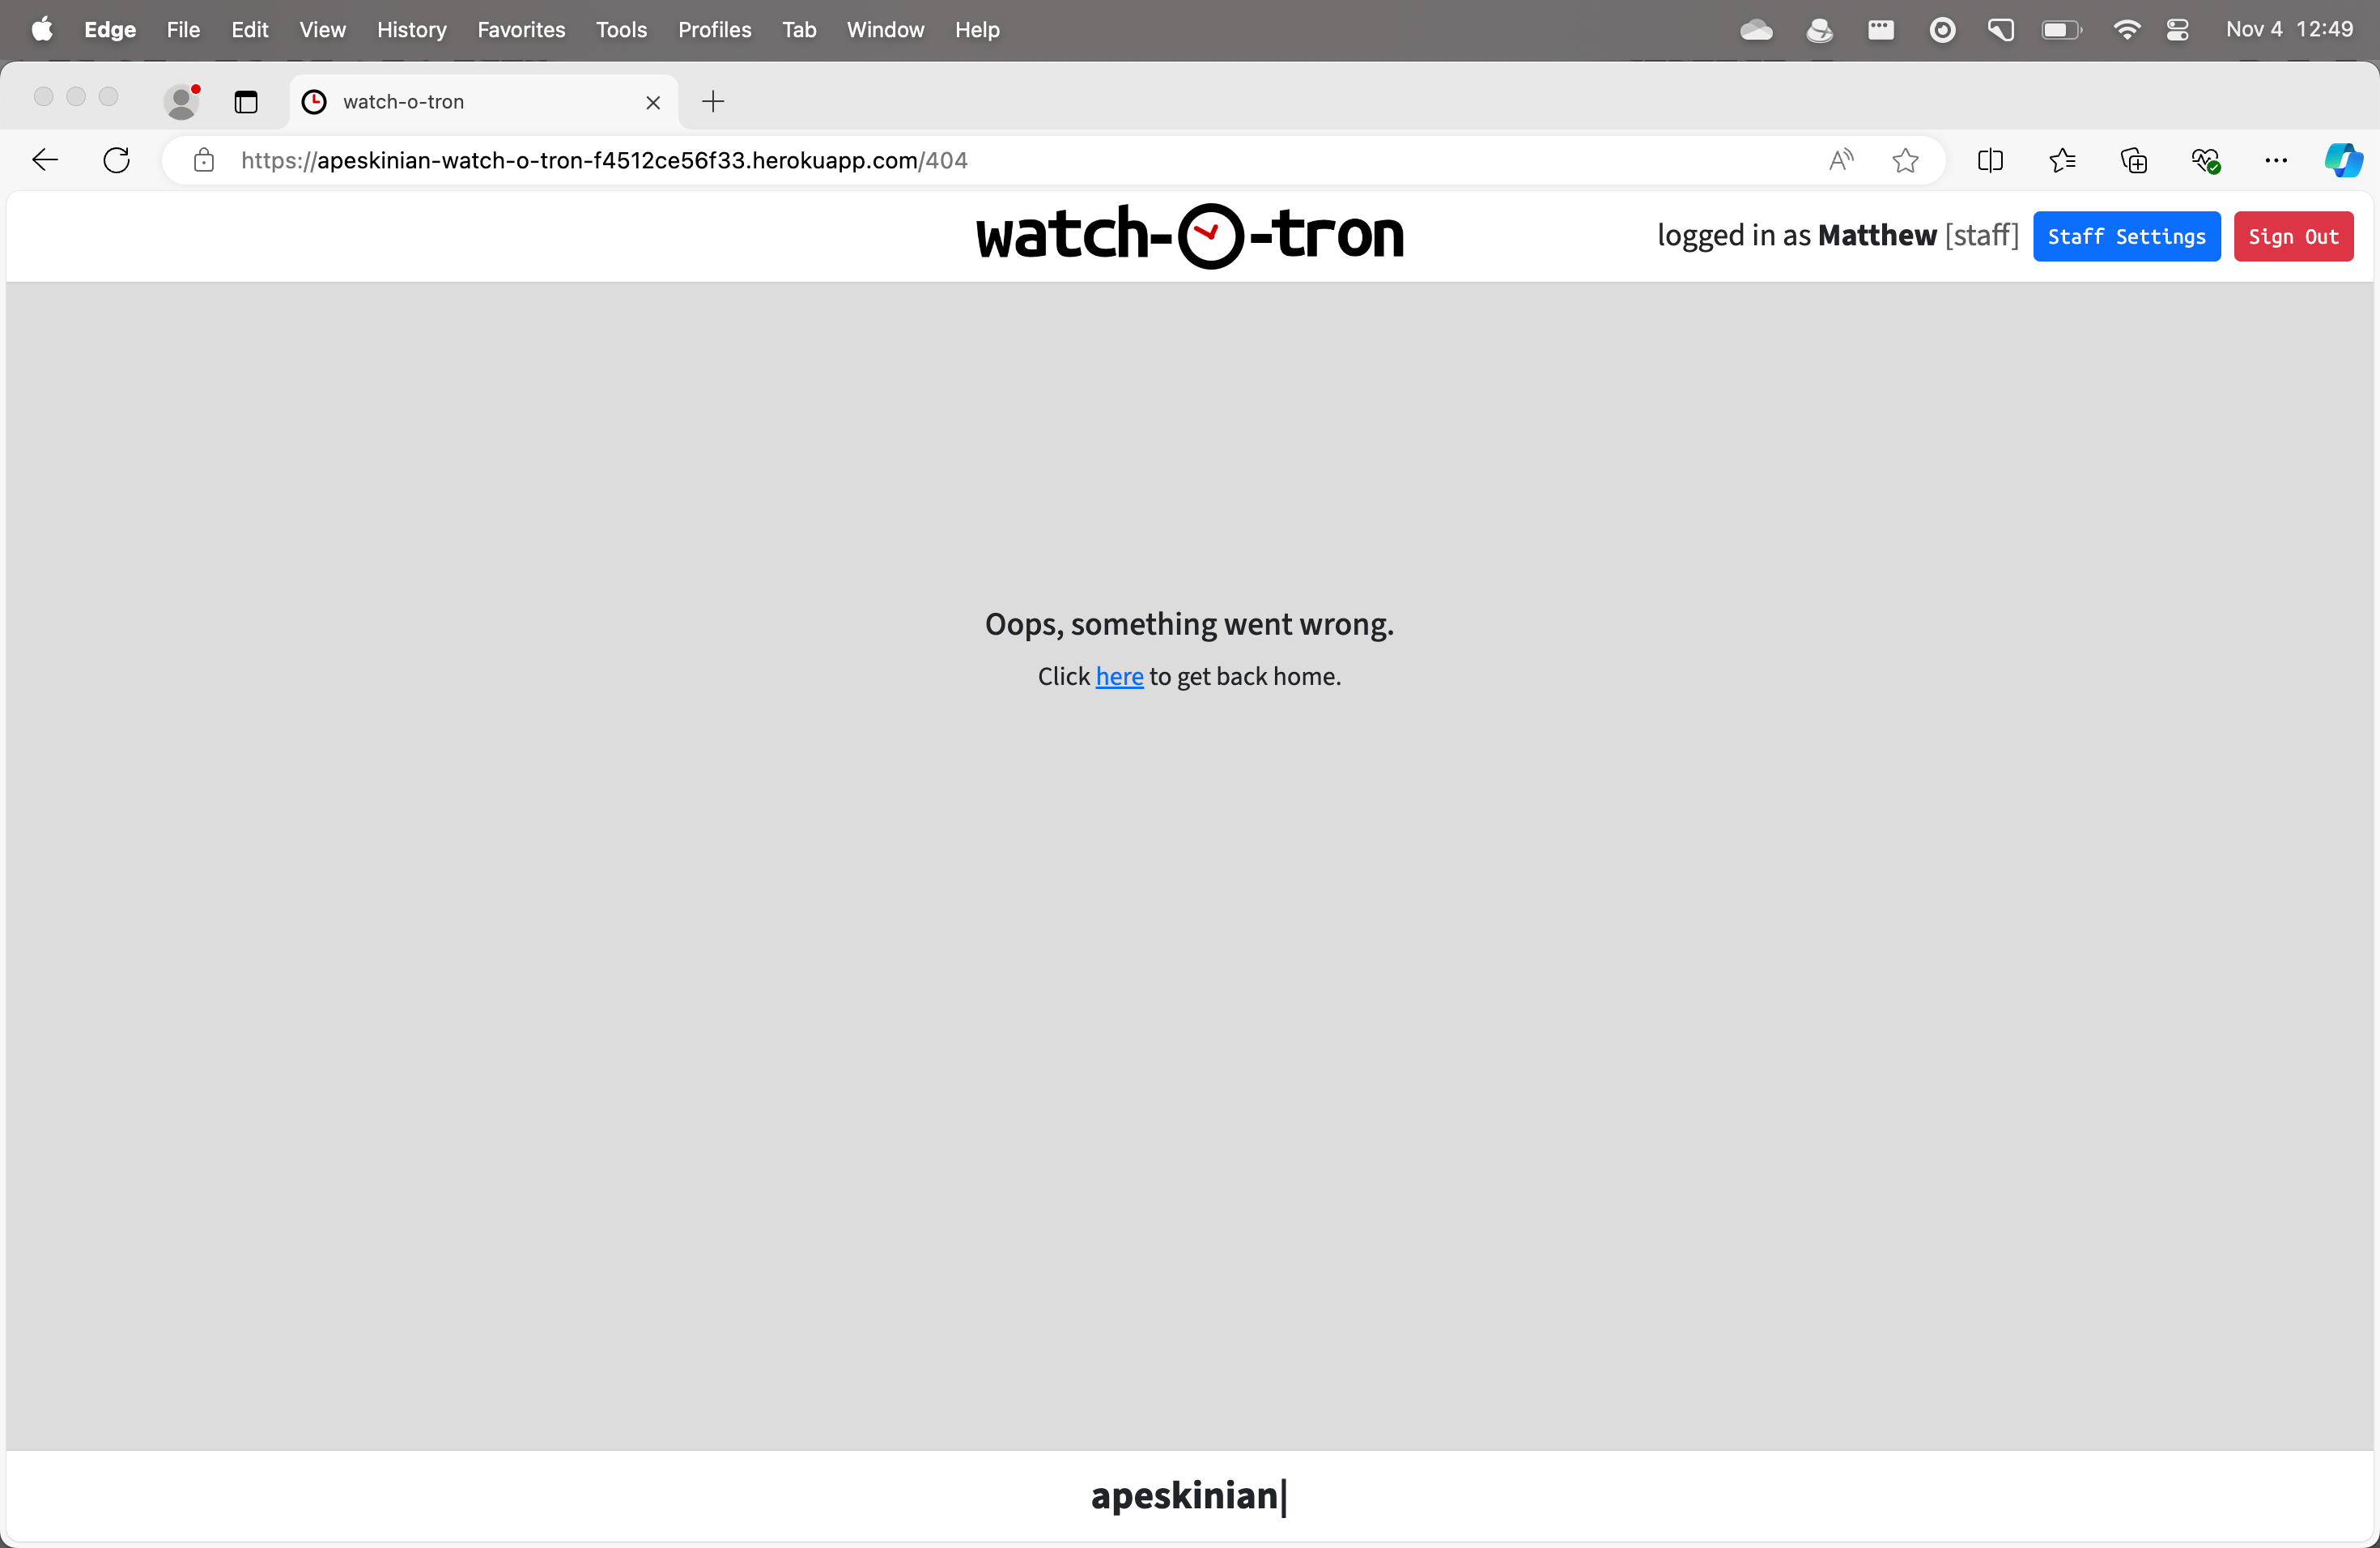 Edge File Edit View History Favorites Tools Profiles Tab Window Help Nov 4 12:49
watch-o-tron
https://apeskinian-watch-o-tron-f4512ce56f33.herokuapp.com/404
watch-o-tron logged in as Matthew [staff] Staff Settings Sign Out
Oops, something went wrong.
Click here to get back home.
apeskinian|